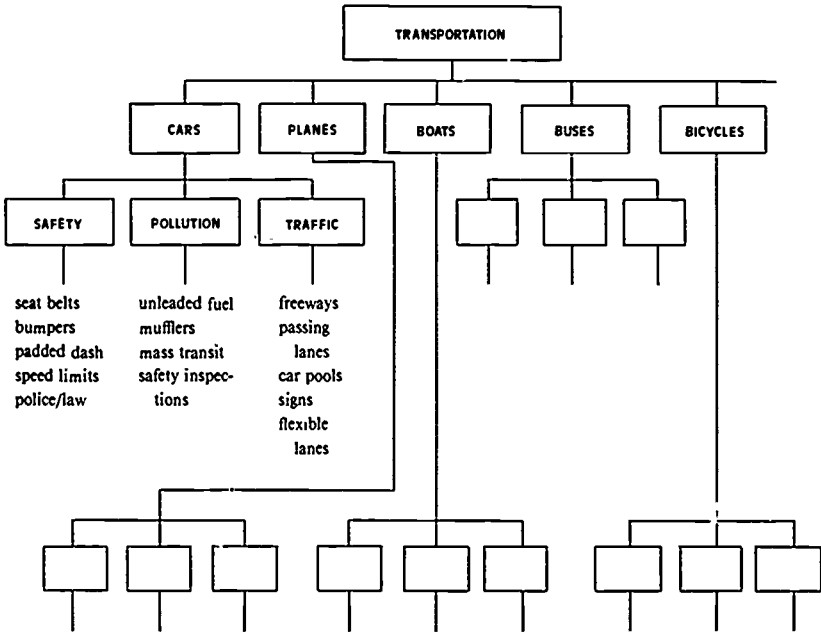 TRANSPORTATION
CARS
PLANES
BOATS
BUSES
BICYCLES
SAFETY
POLLUTION
TRAFFIC
seat belts
bumpers
padded dash
speed limits
police/law
unleaded fuel
mufflers
mass transit
safety inspec-
tions
freeways
passing
lanes
car pools
signs
flexible
lanes